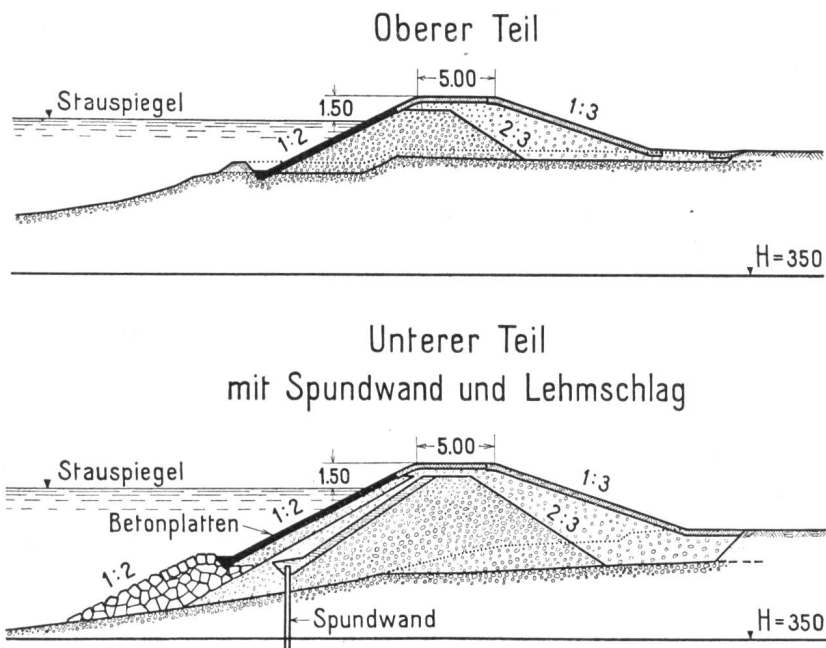 Oberer Teil
5.00
Stauspiegel
1.50
1:3
1:2
2:3
H=350
Unterer Teil
mit Spundwand und Lehmschlag
5.00
Stauspiegel
1.50
1:3
1:2
Betonplatten
2:3
1:2
Spundwand
H=350